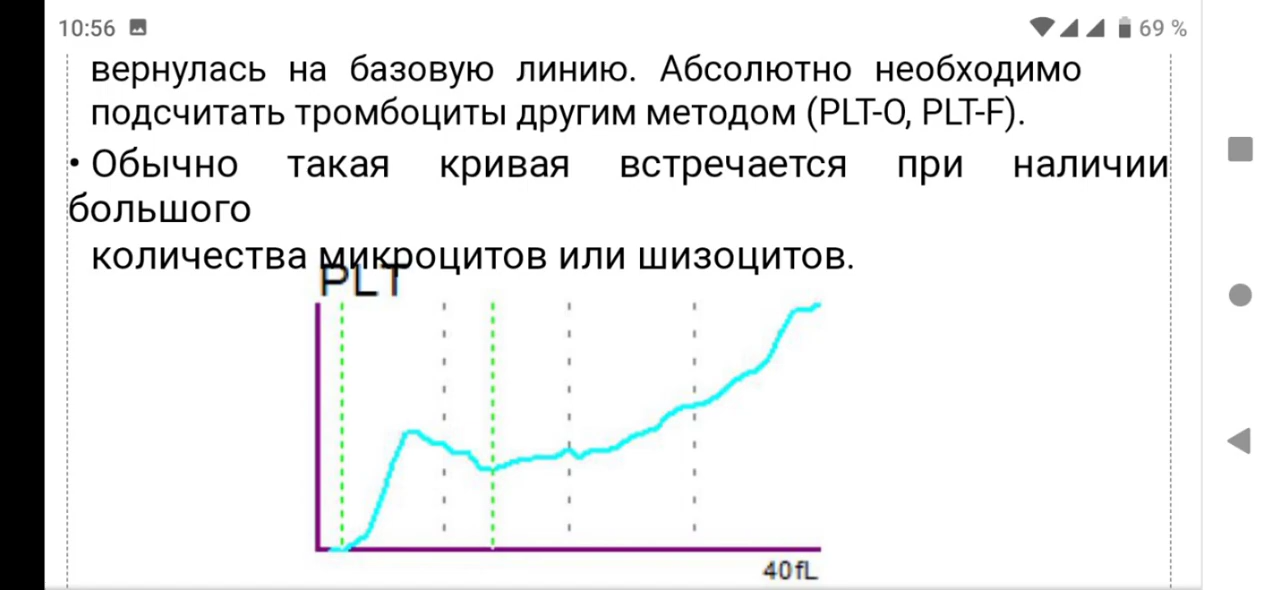 10:56
69 %
вернулась на базовую линию. Абсолютно необходимо
подсчитать тромбоциты другим методом (PLT-O, PLT-F).
• Обычно такая кривая встречается при наличии
большого
количества микроцитов или шизоцитов.
PLT
40fL